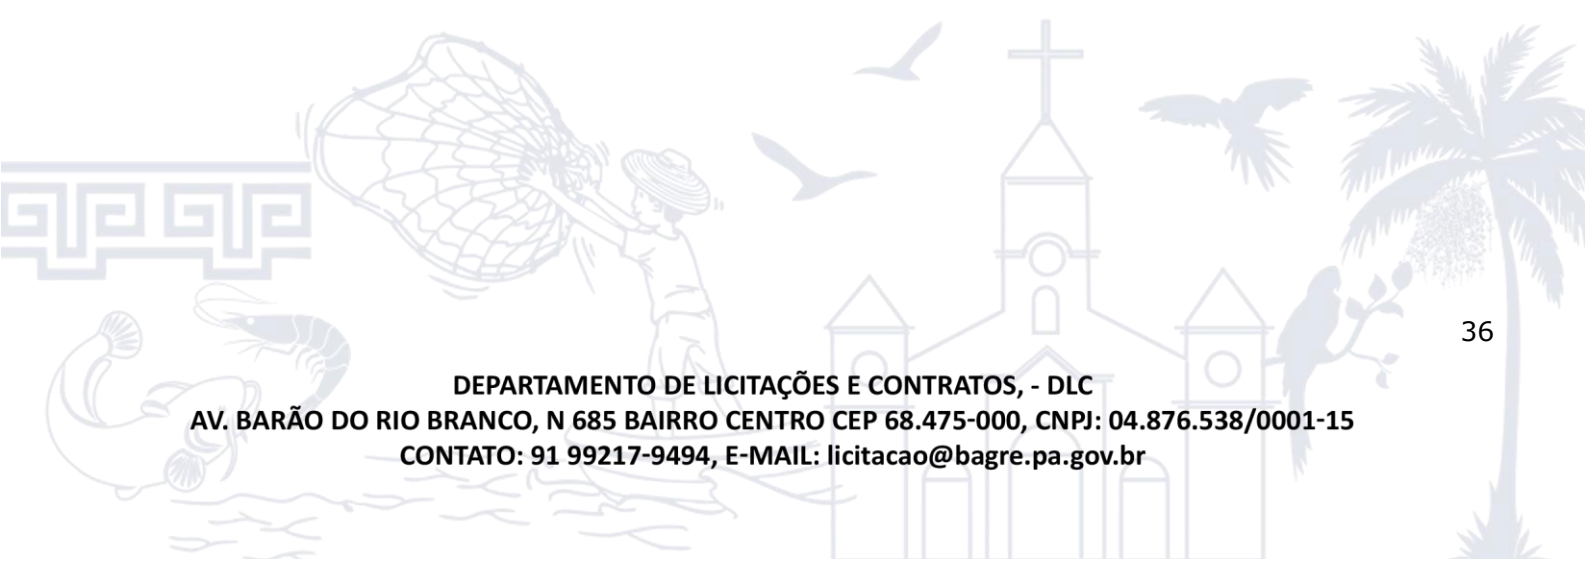 36
DEPARTAMENTO DE LICITAÇÕES E CONTRATOS, - DLC
AV. BARÃO DO RIO BRANCO, N 685 BAIRRO CENTRO CEP 68.475-000, CNPJ: 04.876.538/0001-15
CONTATO: 91 99217-9494, E-MAIL: licitacao@bagre.pa.gov.br